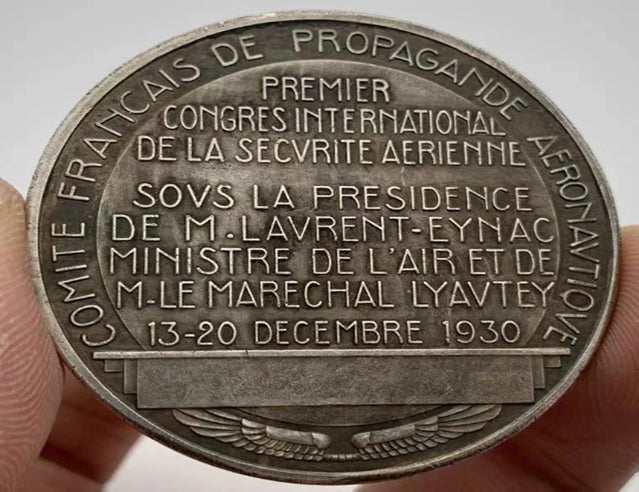 COMITE FRANCAIS DE PROPAGANDE AERONAVTIQVE
PREMIER
CONGRES INTERNATIONAL
DE LA SECVRITE AERIENNE
SOVS LA PRESIDENCE
DE M. LAVRENT-EYNAC
MINISTRE DE L'AIR ET DE
M-LE MARECHAL LYAVTEY
13-20 DECEMBRE 1930